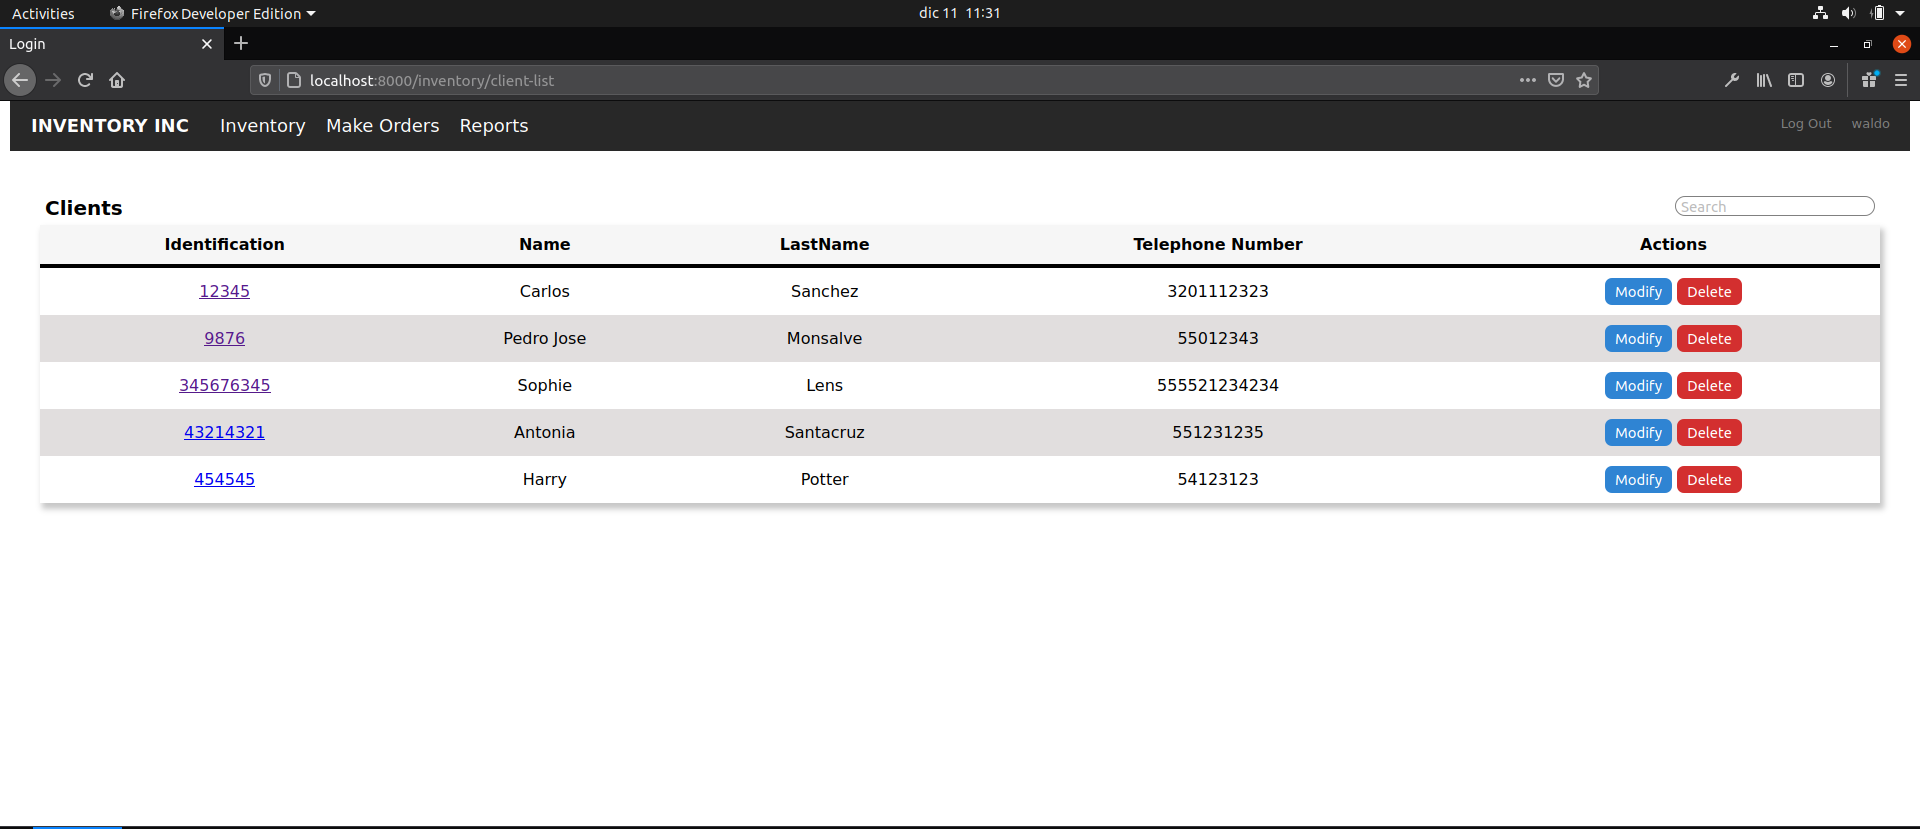 Activities Firefox Developer Edition dic 11 11:31
Login
localhost:8000/inventory/client-list
INVENTORY INC Inventory Make Orders Reports Log Out waldo
Clients Search
Identification Name LastName Telephone Number Actions
12345 Carlos Sanchez 3201112323 Modify Delete
9876 Pedro Jose Monsalve 55012343 Modify Delete
345676345 Sophie Lens 555521234234 Modify Delete
43214321 Antonia Santacruz 551231235 Modify Delete
454545 Harry Potter 54123123 Modify Delete